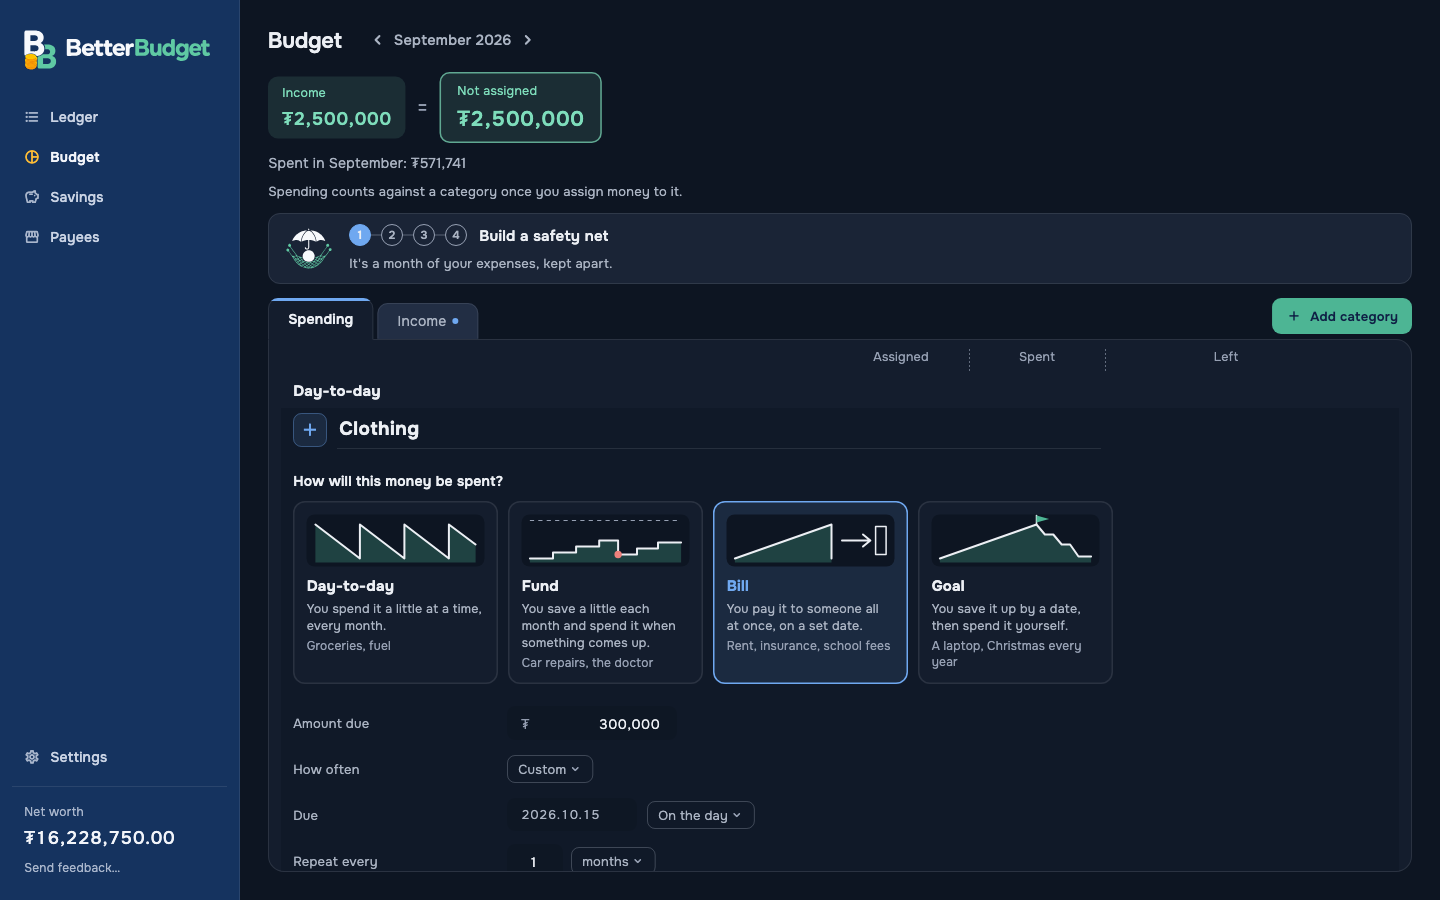 BetterBudget
Ledger
Budget
Savings
Payees
Settings
Net worth
₮16,228,750.00
Send feedback...
Budget
September 2026
Income
₮2,500,000
=
Not assigned
₮2,500,000
Spent in September: ₮571,741
Spending counts against a category once you assign money to it.
1 2 3 4 Build a safety net
It's a month of your expenses, kept apart.
Spending
Income
+ Add category
Assigned Spent Left
Day-to-day
+ Clothing
How will this money be spent?
Day-to-day
You spend it a little at a time,
every month.
Groceries, fuel
Fund
You save a little each
month and spend it when
something comes up.
Car repairs, the doctor
Bill
You pay it to someone all
at once, on a set date.
Rent, insurance, school fees
Goal
You save it up by a date,
then spend it yourself.
A laptop, Christmas every
year
Amount due ₮ 300,000
How often Custom
Due 2026.10.15 On the day
Repeat every 1 months